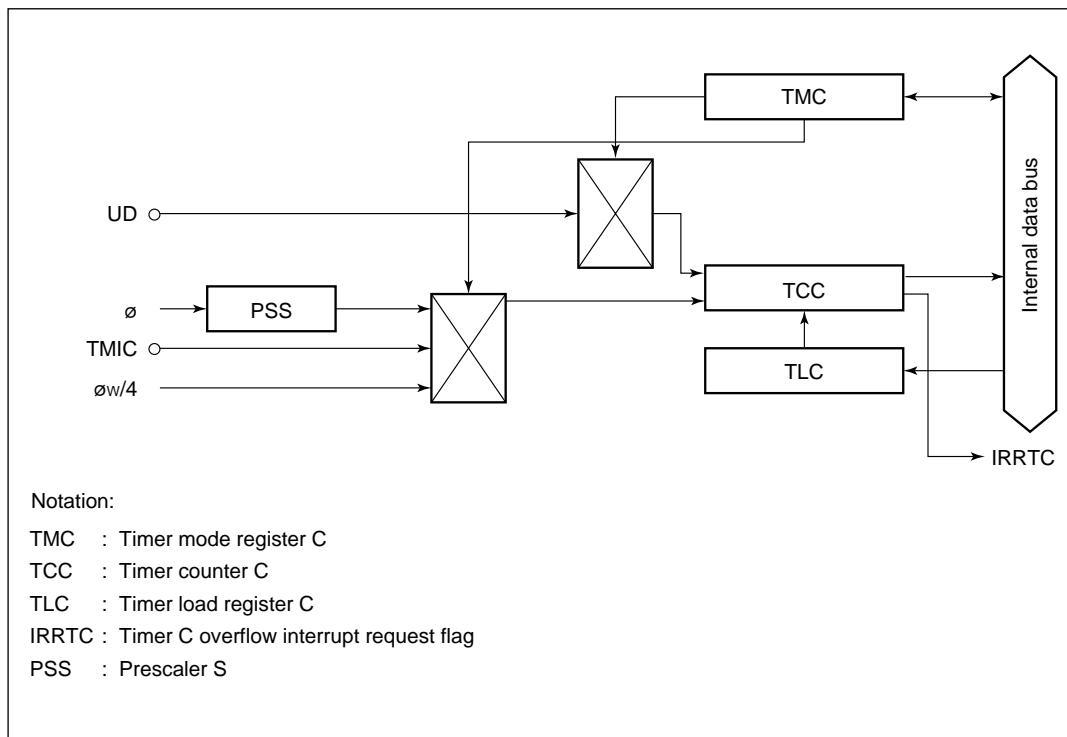 TMC
UD
TCC
Internal data bus
ø
PSS
TMIC
TLC
øw/4
IRRTC
Notation:
TMC : Timer mode register C
TCC : Timer counter C
TLC : Timer load register C
IRRTC : Timer C overflow interrupt request flag
PSS : Prescaler S